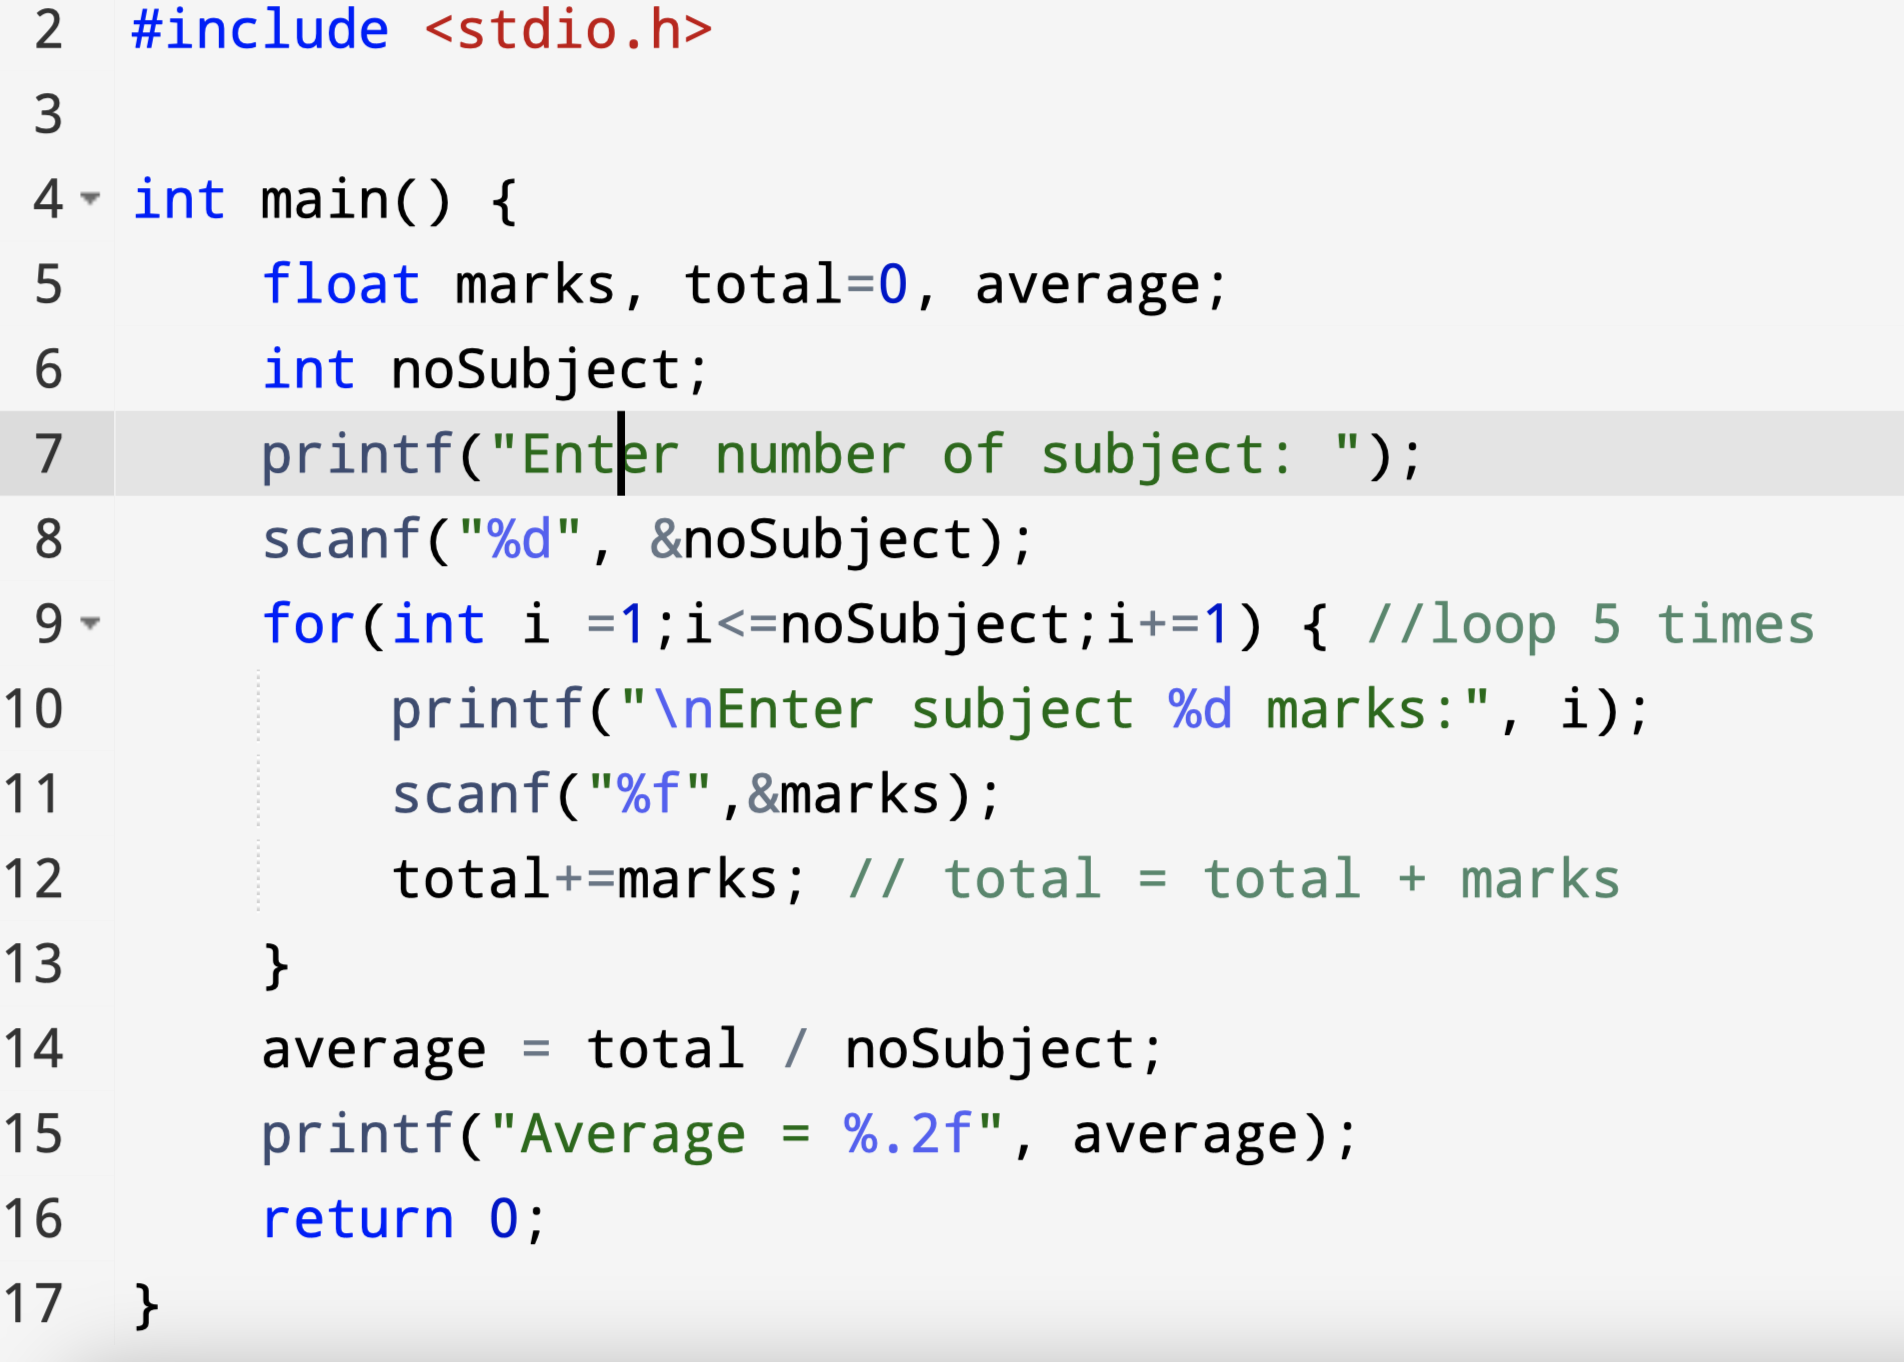 2 #include <stdio.h>
3
4 int main() {
5 float marks, total=0, average;
6 int noSubject;
7 printf("Enter number of subject: ");
8 scanf("%d", &noSubject);
9 for(int i =1;i<=noSubject;i+=1) { //loop 5 times
10 printf("\nEnter subject %d marks:", i);
11 scanf("%f",&marks);
12 total+=marks; // total = total + marks
13 }
14 average = total / noSubject;
15 printf("Average = %.2f", average);
16 return 0;
17 }